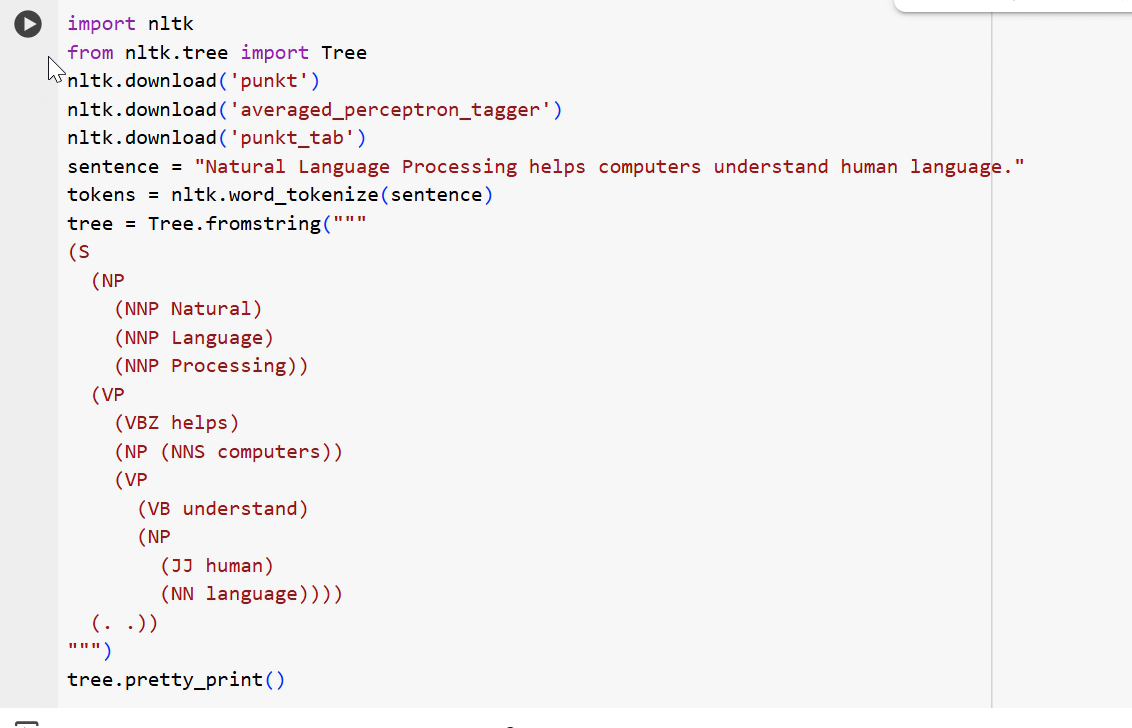 import nltk
from nltk.tree import Tree
nltk.download('punkt')
nltk.download('averaged_perceptron_tagger')
nltk.download('punkt_tab')
sentence = "Natural Language Processing helps computers understand human language."
tokens = nltk.word_tokenize(sentence)
tree = Tree.fromstring("""
(S
  (NP
    (NNP Natural)
    (NNP Language)
    (NNP Processing))
  (VP
    (VBZ helps)
    (NP (NNS computers))
    (VP
      (VB understand)
      (NP
        (JJ human)
        (NN language))))
  (. .))
""")
tree.pretty_print()